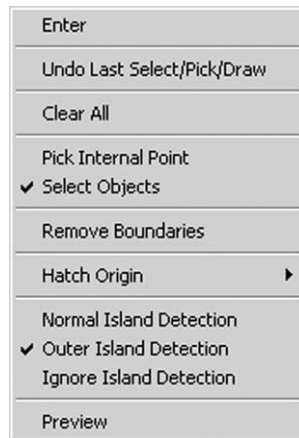 Enter
Undo Last Select/Pick/Draw
Clear All
Pick Internal Point
Select Objects
Remove Boundaries
Hatch Origin
Normal Island Detection
Outer Island Detection
Ignore Island Detection
Preview